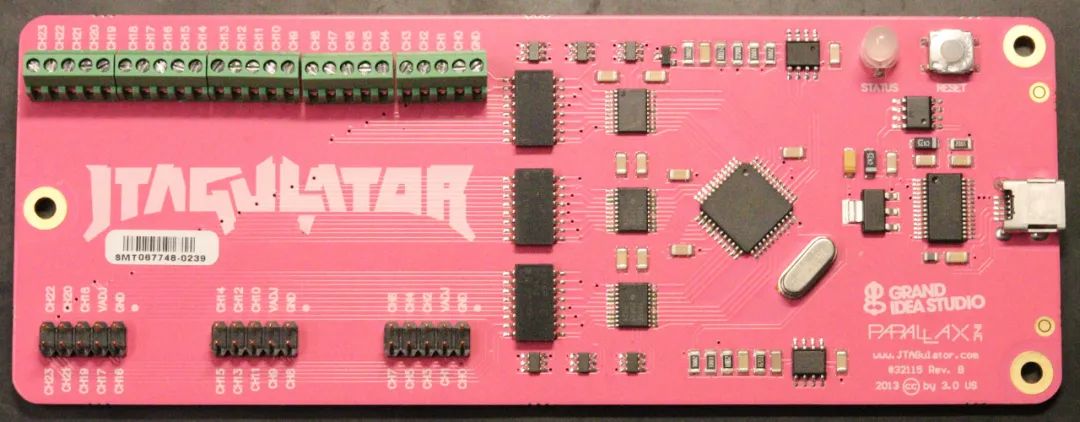 CH23 CH22 CH21 CH20 CH19 CH18 CH17 CH16 CH15 CH14 CH13 CH12 CH11 CH10 CH9 CH8 CH7 CH6 CH5 CH4 CH3 CH2 CH1 CH0 GND
STATUS
RESET
JTAGULATOR
SMT067748-0239
CH22 CH20 CH18 VADJ GND
CH23 CH21 CH19 CH17 CH16
CH14 CH12 CH10 VADJ GND
CH15 CH13 CH11 CH9 CH8
CH6 CH4 CH2 VADJ GND
CH7 CH5 CH3 CH1 CH0
GRAND
IDEA STUDIO
PARALLAX INC
www.JTAGulator.com
#32115 Rev. B
2013 cc by 3.0 US